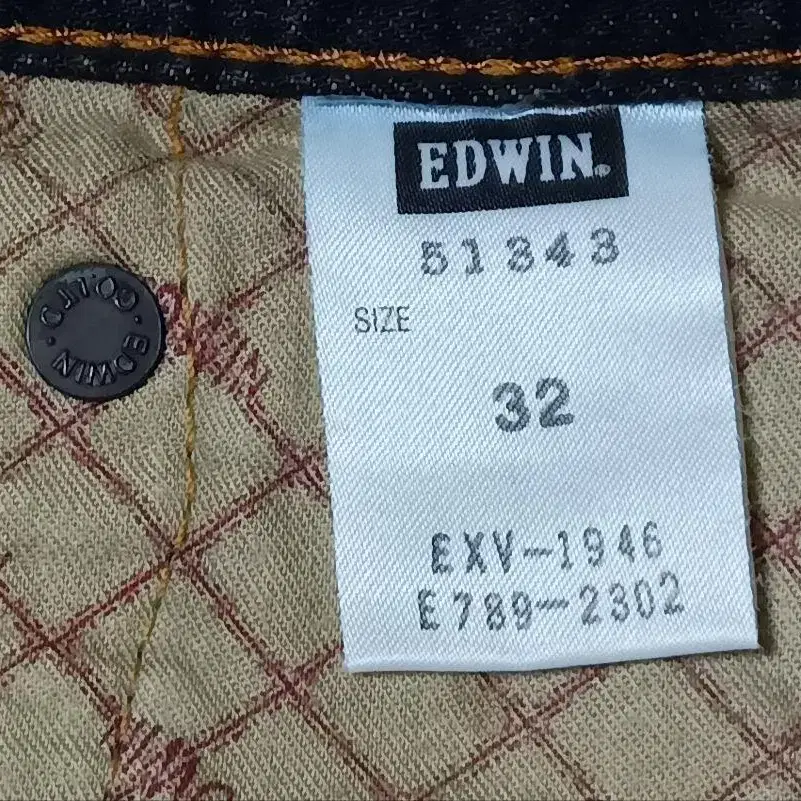 EDWIN®
51343
SIZE
32
EXV-1946
E789-2302
EDWIN · CO LTD ·